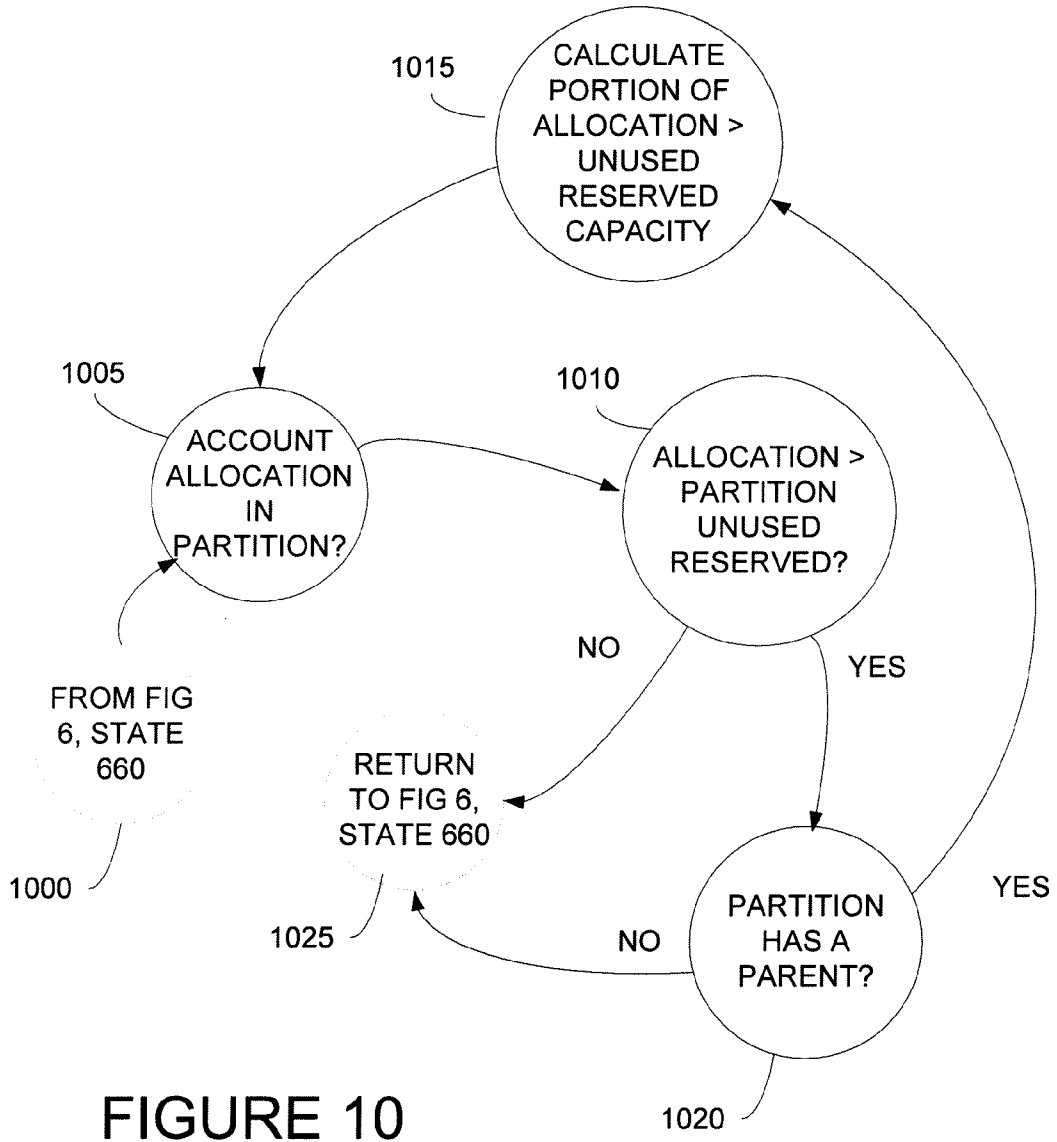 1015
CALCULATE
PORTION OF
ALLOCATION >
UNUSED
RESERVED
CAPACITY
1005
ACCOUNT
ALLOCATION
IN
PARTITION?
1010
ALLOCATION >
PARTITION
UNUSED
RESERVED?
NO
YES
FROM FIG
6, STATE
660
1000
RETURN
TO FIG 6,
STATE 660
1025
NO
PARTITION
HAS A
PARENT?
YES
1020
FIGURE 10